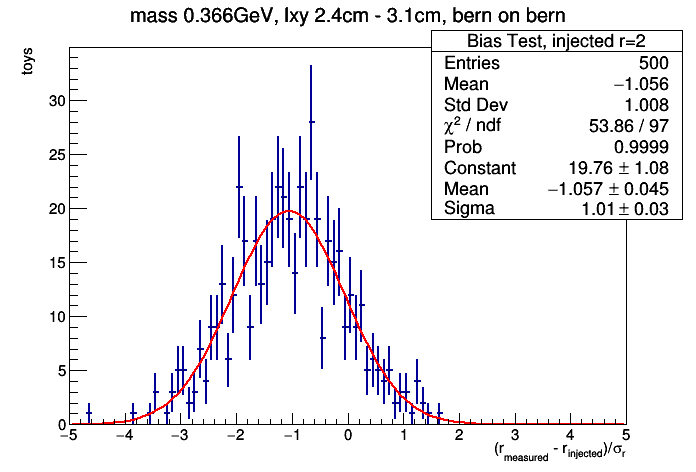 mass 0.366GeV, lxy 2.4cm - 3.1cm, bern on bern
toys
Bias Test, injected r=2
Entries 500
Mean −1.056
Std Dev 1.008
χ² / ndf 53.86 / 97
Prob 0.9999
Constant 19.76 ± 1.08
Mean −1.057 ± 0.045
Sigma 1.01 ± 0.03
30
25
20
15
10
5
0
−5 −4 −3 −2 −1 0 1 2 3 4 5
(r_measured - r_injected)/σ_r